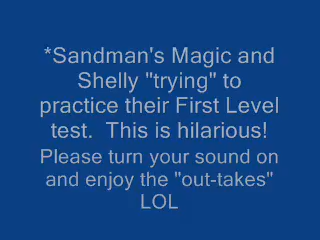 *Sandman's Magic and
Shelly "trying" to
practice their First Level
test.  This is hilarious!
Please turn your sound on
and enjoy the "out-takes"
LOL